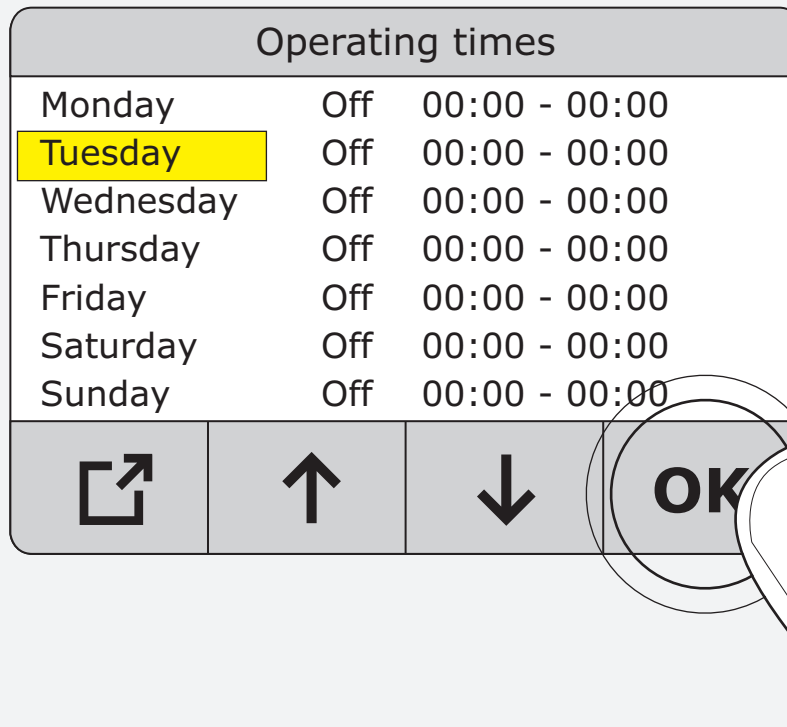 Operating times
Monday Off 00:00 - 00:00
Tuesday Off 00:00 - 00:00
Wednesday Off 00:00 - 00:00
Thursday Off 00:00 - 00:00
Friday Off 00:00 - 00:00
Saturday Off 00:00 - 00:00
Sunday Off 00:00 - 00:00
OK